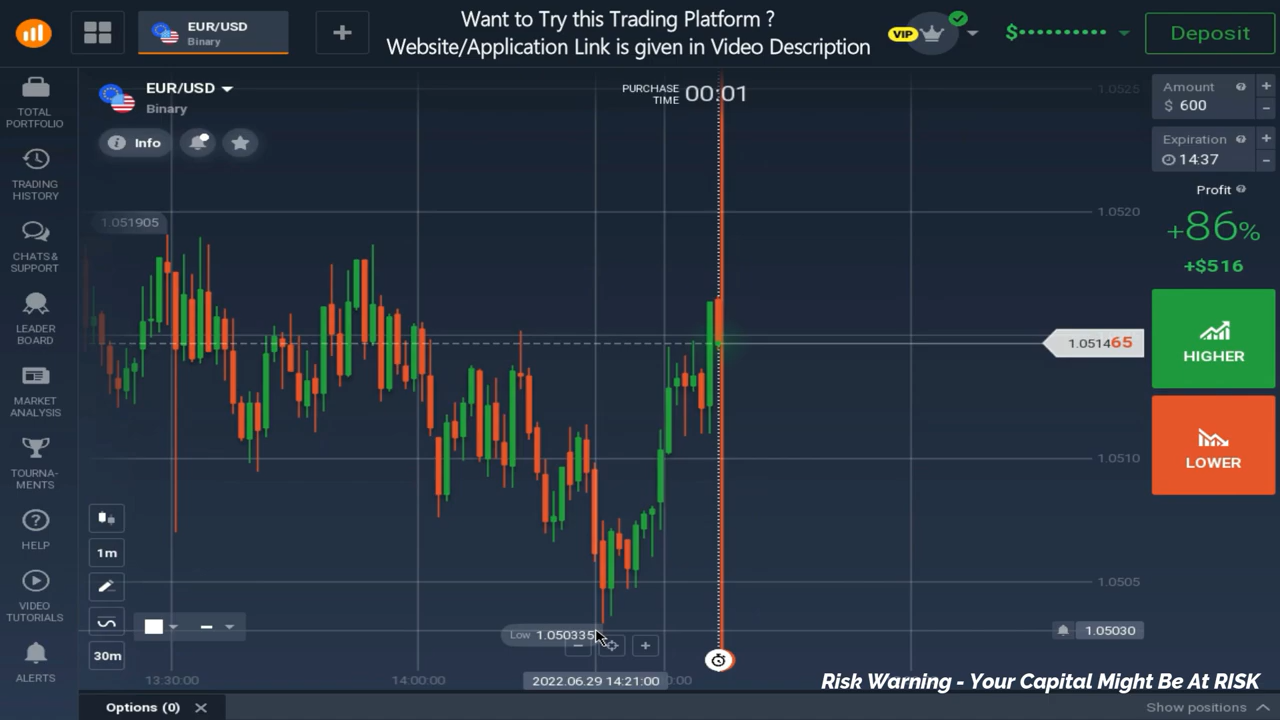 EUR/USD
Binary
Want to Try this Trading Platform ?
Website/Application Link is given in Video Description
VIP
$••••••••••
Deposit
TOTAL
PORTFOLIO
TRADING
HISTORY
CHATS &
SUPPORT
LEADER
BOARD
MARKET
ANALYSIS
TOURNA-
MENTS
HELP
VIDEO
TUTORIALS
ALERTS
EUR/USD
Binary
Info
PURCHASE
TIME
00:01
1.0525
1.0520
1.051905
1.051465
1.0510
1.0505
1.05030
Low 1.050335
1m
30m
13:30:00
14:00:00
2022.06.29 14:21:00
Amount
$ 600
Expiration
14:37
Profit
+86%
+$516
HIGHER
LOWER
Risk Warning - Your Capital Might Be At RISK
Options (0)
Show positions